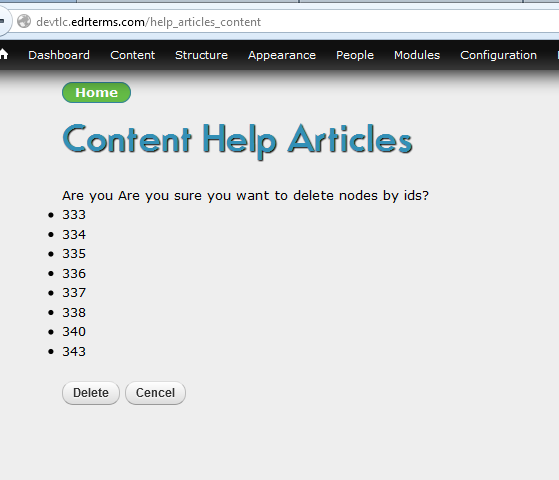 devtlc.edrterms.com/help_articles_content
Dashboard Content Structure Appearance People Modules Configuration
Home
Content Help Articles
Are you Are you sure you want to delete nodes by ids?
333
334
335
336
337
338
340
343
Delete Cencel